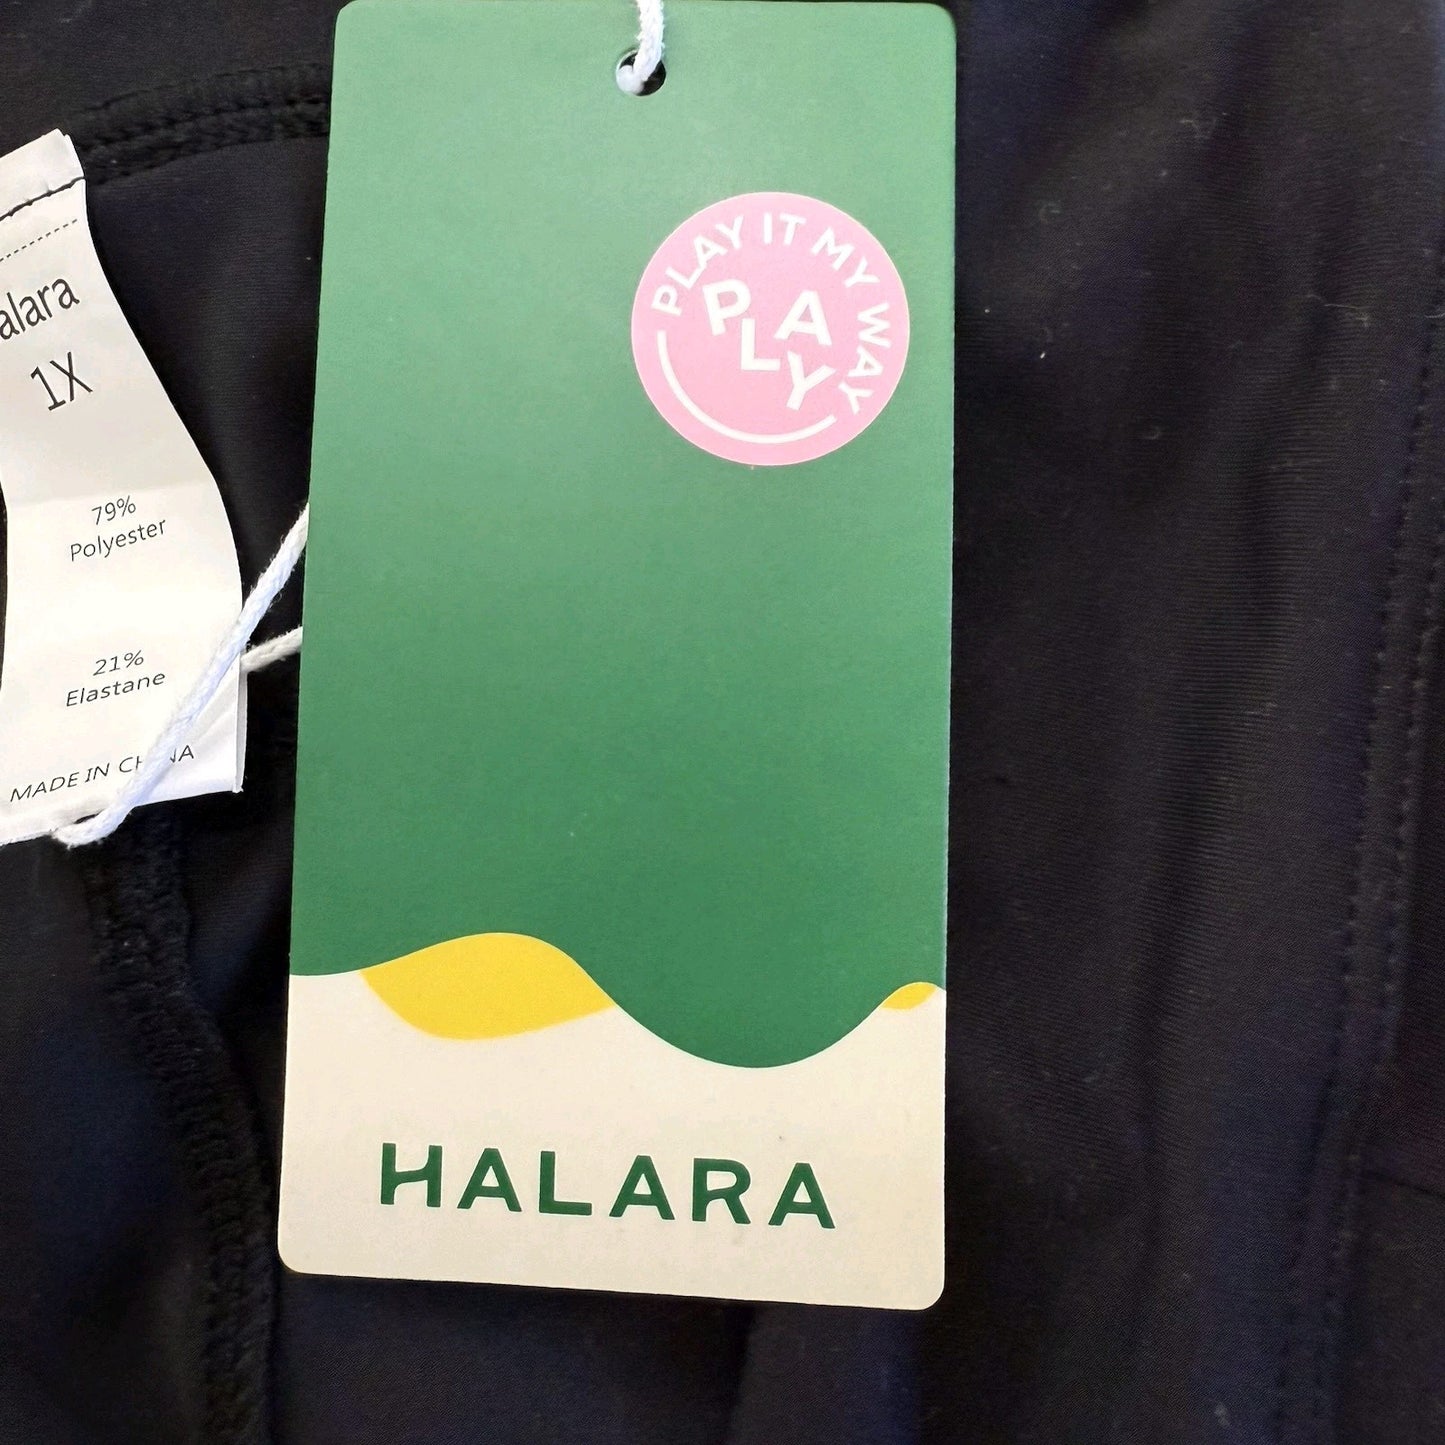 alara
1X
79%
Polyester
21%
Elastane
MADE IN CHINA
PLAY IT MY WAY
PLAY
HALARA